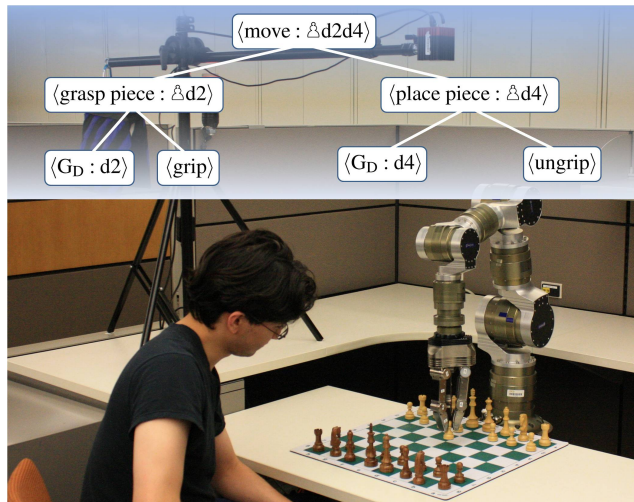 ⟨move : ♙d2d4⟩
⟨grasp piece : ♙d2⟩ ⟨place piece : ♙d4⟩
⟨G_D : d2⟩ ⟨grip⟩ ⟨G_D : d4⟩ ⟨ungrip⟩